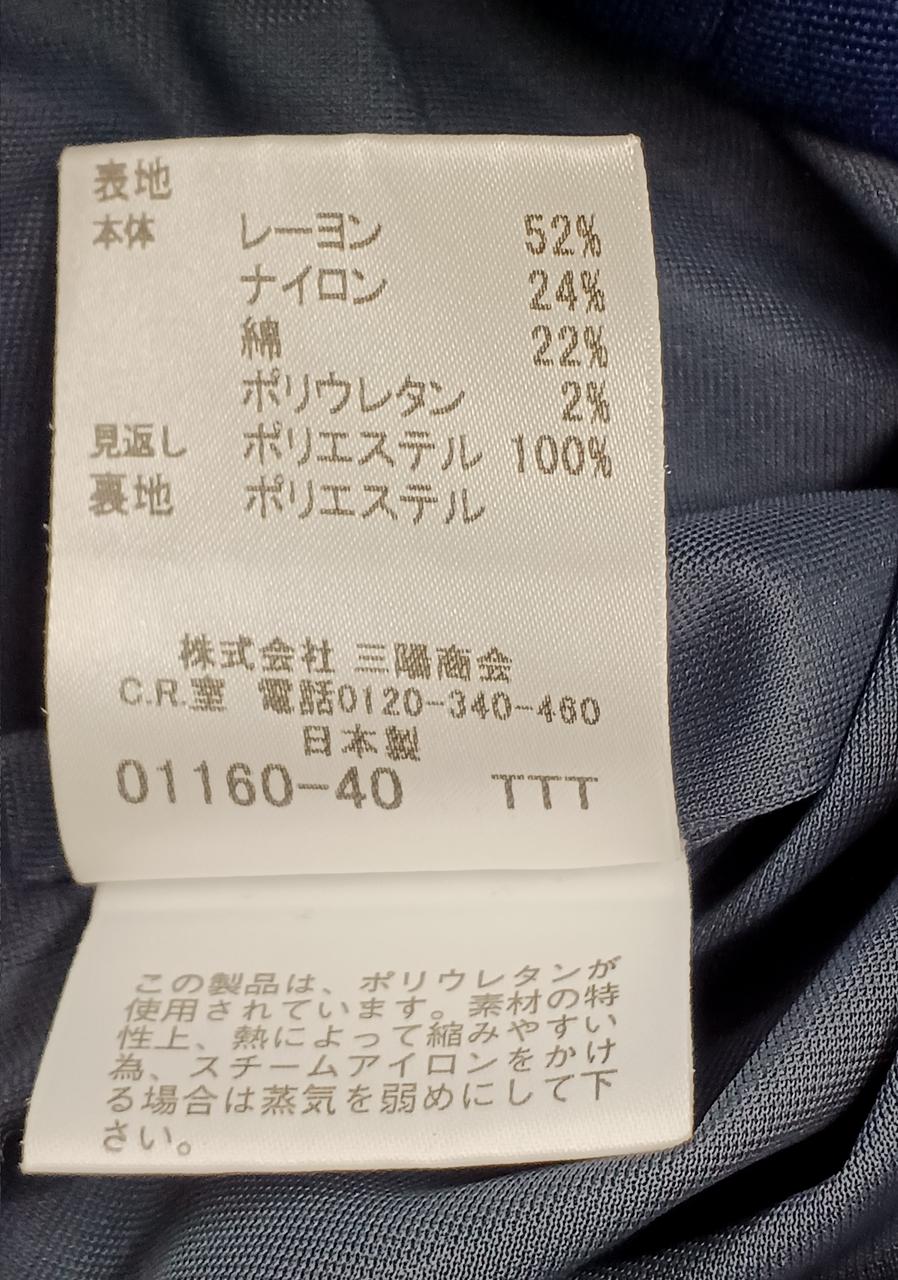 表地
本体 レーヨン 52%
ナイロン 24%
綿 22%
ポリウレタン 2%
見返し ポリエステル 100%
裏地 ポリエステル
株式会社 三陽商会
C.R.室 電話0120-340-460
日本製
01160-40 TTT
この製品は、ポリウレタンが
使用されています。素材の特
性上、熱によって縮みやすい
為、スチームアイロンをかけ
る場合は蒸気を弱めにして下
さい。